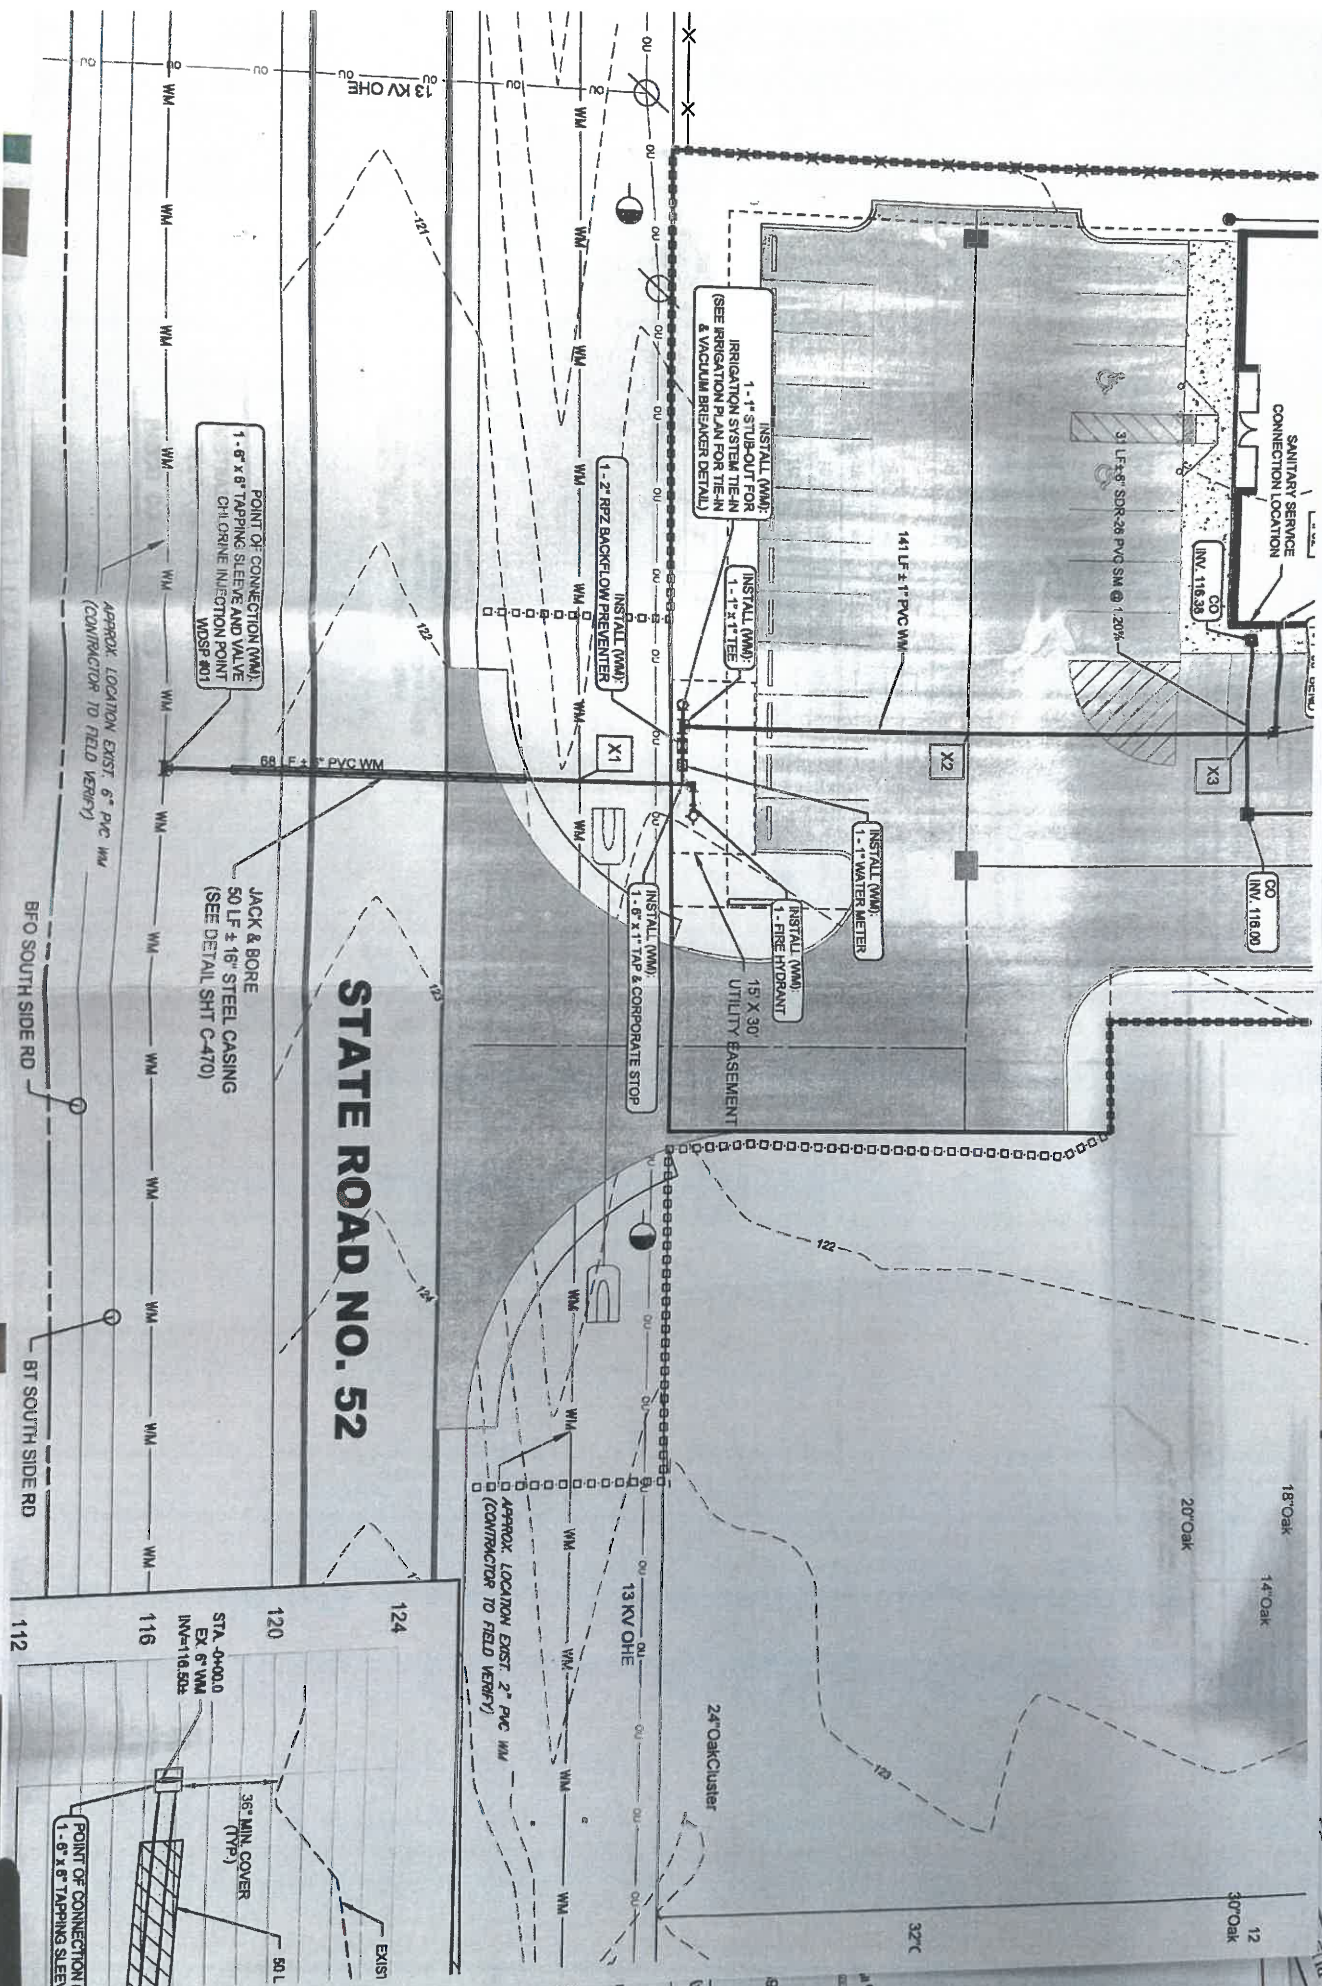 SANITARY SERVICE
CONNECTION LOCATION
CO
INV. 116.38
31 LF± 6" SDR-26 PVC SM @ 1.20%
X3
CO
INV. 116.00
141 LF ± 1" PVC WM
X2
INSTALL (WM):
1 - 1" STUB-OUT FOR
IRRIGATION SYSTEM TIE-IN
(SEE IRRIGATION PLAN FOR TIE-IN
& VACUUM BREAKER DETAIL)
INSTALL (WM):
1 - 1" x 1" TEE
INSTALL (WM):
1 - 2" RPZ BACKFLOW PREVENTER
X1
INSTALL (WM):
1 - 1" WATER METER
INSTALL (WM):
1 - FIRE HYDRANT
15' X 30'
UTILITY EASEMENT
INSTALL (WM):
1 - 6" x 1" TAP & CORPORATE STOP
13 KV OHE
121
122
123
124
POINT OF CONNECTION (WM):
1 - 6" x 6" TAPPING SLEEVE AND VALVE
CHLORINE INJECTION POINT
WDSP #01
APPROX. LOCATION EXIST. 6" PVC WM
(CONTRACTOR TO FIELD VERIFY)
PVC WM
JACK & BORE
50 LF ± 16" STEEL CASING
(SEE DETAIL SHT C-470)
STATE ROAD NO. 52
BFO SOUTH SIDE RD
BT SOUTH SIDE RD
122
123
18"Oak
20"Oak
14"Oak
24"OakCluster
12
30"Oak
32"C
13 KV OHE
APPROX. LOCATION EXIST. 2" PVC WM
(CONTRACTOR TO FIELD VERIFY)
124
120
116
112
STA. -0+00.0
EX. 6" WM
INV=116.50±
36" MIN. COVER
(TYP.)
EXIST
50 L
POINT OF CONNECTION
1 - 6" x 6" TAPPING SLEEV